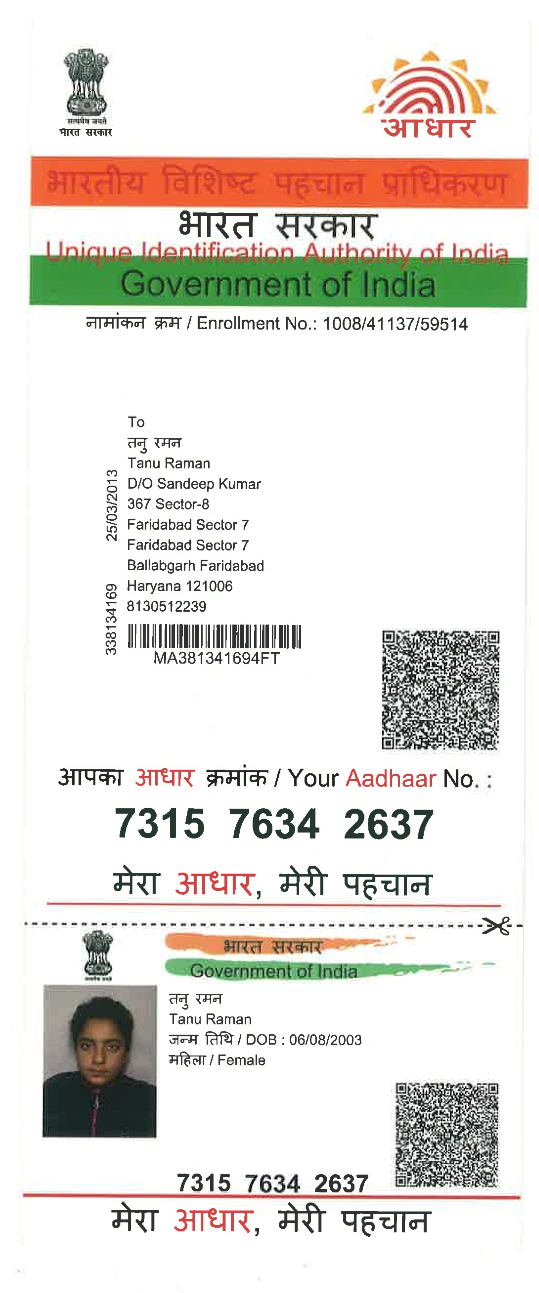 सत्यमेव जयते
भारत सरकार
आधार
भारतीय विशिष्ट पहचान प्राधिकरण
भारत सरकार
Unique Identification Authority of India
Government of India
नामांकन क्रम / Enrollment No.: 1008/41137/59514
To
तनु रमन
Tanu Raman
D/O Sandeep Kumar
367 Sector-8
Faridabad Sector 7
Faridabad Sector 7
Ballabgarh Faridabad
Haryana 121006
8130512239
25/03/2013
338134169
MA381341694FT
आपका आधार क्रमांक / Your Aadhaar No. :
7315 7634 2637
मेरा आधार, मेरी पहचान
भारत सरकार
Government of India
तनु रमन
Tanu Raman
जन्म तिथि / DOB : 06/08/2003
महिला / Female
7315 7634 2637
मेरा आधार, मेरी पहचान